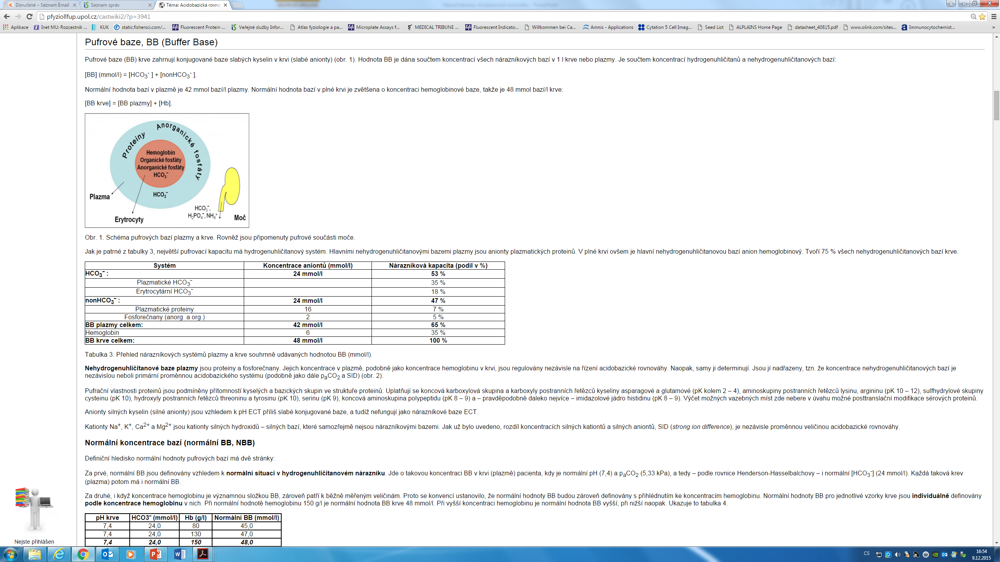 Doručené – Seznam Email
Seznam zpráv
Téma: Acidobazická rovno
pfyziollfup.upol.cz/castwiki2/?p=3941
Aplikace
Inet MU: Rozcestník ...
KUK
static.fishersci.com/...
Fluorescent Protein ...
Veřejné služby Infor...
Atlas fyziologie a pa...
Microplate Assays f...
MEDICAL TRIBUNE ...
Fluorescent Indicato...
Willkommen bei Ca...
Amnis - Applications
Cytation 5 Cell Imag...
Seed List
ALPLAINS Home Page
datasheet_40815.pdf
www.olink.com/sites...
Immunocytochemist...
»
Pufrové baze, BB (Buffer Base)
Pufrové baze (BB) krve zahrnují konjugované baze slabých kyselin v krvi (slabé anionty) (obr. 1). Hodnota BB je dána součtem koncentrací všech nárazníkových bazí v 1 l krve nebo plazmy. Je součtem koncentrací hydrogenuhličitanů a nehydrogenuhličitanových bazí:
[BB] (mmol/l) = [HCO3- ] + [nonHCO3- ].
Normální hodnota bazí v plazmě je 42 mmol bazí/l plazmy. Normální hodnota bazí v plné krvi je zvětšena o koncentraci hemoglobinové baze, takže je 48 mmol bazí/l krve:
[BB krve] = [BB plazmy] + [Hb].
Proteiny
Anorganické fosfáty
Hemoglobin
Organické fosfáty
Anorganické fosfáty
HCO3–
HCO3–
Plazma
Erytrocyty
HCO3–,
H2PO4–, NH4+
Moč
Obr. 1. Schéma pufrových bazí plazmy a krve. Rovněž jsou připomenuty pufrové součásti moče.
Jak je patrné z tabulky 3, největší pufrovací kapacitu má hydrogenuhličitanový systém. Hlavními nehydrogenuhličitanovými bazemi plazmy jsou anionty plazmatických proteinů. V plné krvi ovšem je hlavní nehydrogenuhličitanovou bazí anion hemoglobinový. Tvoří 75 % všech nehydrogenuhličitanových bazí krve.
Systém Koncentrace aniontů (mmol/l) Nárazníková kapacita (podíl v %)
HCO3– : 24 mmol/l 53 %
Plazmatické HCO3– 35 %
Erytrocytární HCO3– 18 %
nonHCO3– : 24 mmol/l 47 %
Plazmatické proteiny 16 7 %
Fosforečnany (anorg. a org.) 2 5 %
BB plazmy celkem: 42 mmol/l 65 %
Hemoglobin 6 35 %
BB krve celkem: 48 mmol/l 100 %
Tabulka 3. Přehled nárazníkových systémů plazmy a krve souhrnně udávaných hodnotou BB (mmol/l).
Nehydrogenuhličitanové baze plazmy jsou proteiny a fosforečnany. Jejich koncentrace v plazmě, podobně jako koncentrace hemoglobinu v krvi, jsou regulovány nezávisle na řízení acidobazické rovnováhy. Naopak, samy ji determinují. Jsou jí nadřazeny, tzn. že koncentrace nehydrogenuhličitanových bazí je
nezávislou neboli primární proměnnou acidobazického systému (podobně jako dále paCO2 a SID) (obr. 2).
Pufrační vlastnosti proteinů jsou podmíněny přítomností kyselých a bazických skupin ve struktuře proteinů. Uplatňují se koncová karboxylová skupina a karboxyly postranních řetězců kyseliny asparagové a glutamové (pK kolem 2 – 4), aminoskupiny postranních řetězců lysinu, argininu (pK 10 – 12), sulfhydrylové skupiny
cysteinu (pK 10), hydroxyly postranních řetězců threoninu a tyrosinu (pK 10), serinu (pK 9), koncová aminoskupina polypeptidu (pK 8 – 9) a – pravděpodobně daleko nejvíce – imidazolové jádro histidinu (pK 8 – 9). Výčet možných vazebných míst zde nebere v úvahu možné posttranslační modifikace sérových proteinů.
Anionty silných kyselin (silné anionty) jsou vzhledem k pH ECT příliš slabé konjugované baze, a tudíž nefungují jako nárazníkové baze ECT.
Kationty Na+, K+, Ca2+ a Mg2+ jsou kationty silných hydroxidů – silných bazí, které samozřejmě nejsou nárazníkovými bazemi. Jak už bylo uvedeno, rozdíl koncentracích silných kationtů a silných aniontů, SID (strong ion difference), je nezávisle proměnnou veličinou acidobazické rovnováhy.
Normální koncentrace bazí (normální BB, NBB)
Definiční hledisko normální hodnoty pufrových bazí má dvě stránky:
Za prvé, normální BB jsou definovány vzhledem k normální situaci v hydrogenuhličitanovém nárazníku. Jde o takovou koncentraci BB v krvi (plazmě) pacienta, kdy je normální pH (7,4) a paCO2 (5,33 kPa), a tedy – podle rovnice Henderson-Hasselbalchovy – i normální [HCO3-] (24 mmol/l). Každá taková krev
(plazma) potom má i normální BB.
Za druhé, i když koncentrace hemoglobinu je významnou složkou BB, zároveň patří k běžně měřeným veličinám. Proto se konvencí ustanovilo, že normální hodnoty BB budou zároveň definovány s přihlédnutím ke koncentracím hemoglobinu. Normální hodnoty BB pro jednotlivé vzorky krve jsou individuálně definovány
podle koncentrace hemoglobinu v nich. Při normální hodnotě hemoglobinu 150 g/l je normální hodnota BB krve 48 mmol/l. Při vyšší koncentraci hemoglobinu je normální hodnota BB vyšší, při nižší naopak. Ukazuje to tabulka 4.
pH krve HCO3– (mmol/l) Hb (g/l) Normální BB (mmol/l)
7,4 24,0 80 45,0
7,4 24,0 130 47,0
7,4 24,0 150 48,0
Nejste přihlášen
CS
16:54
9.12.2015